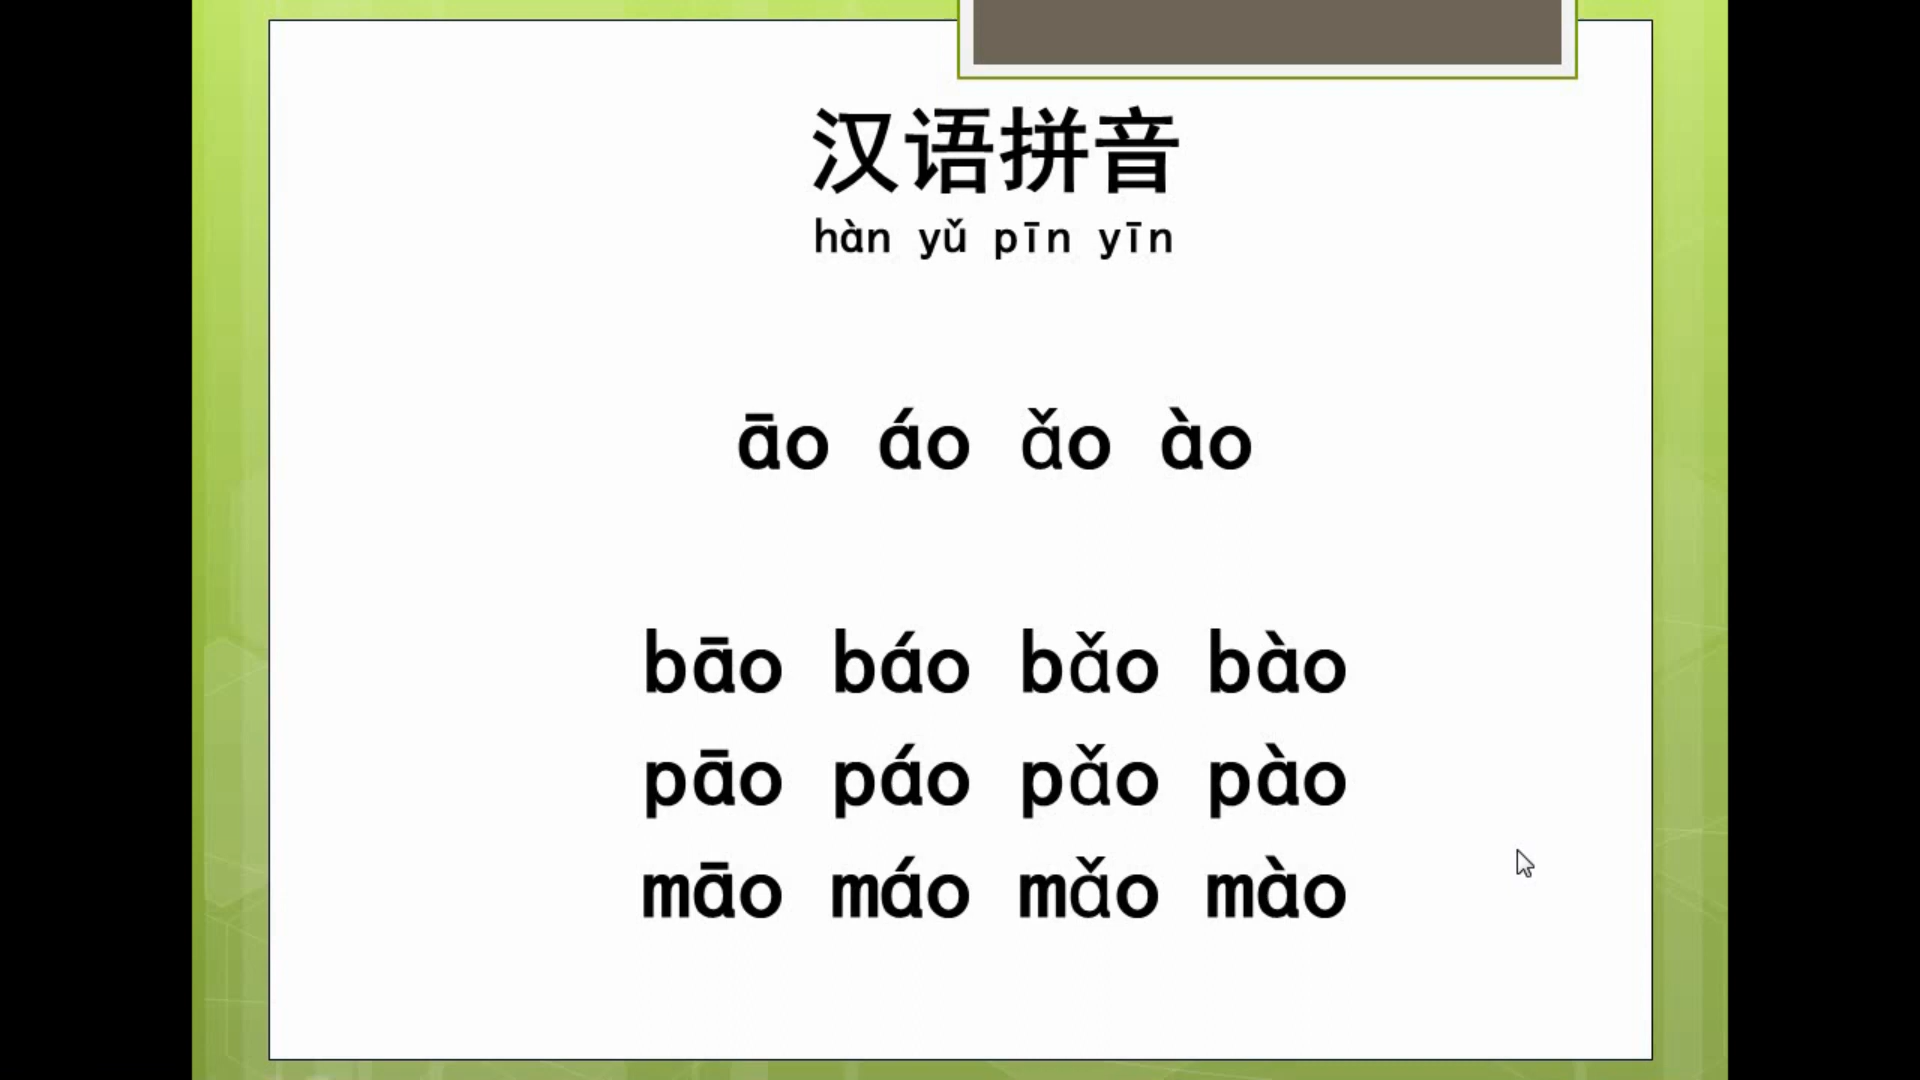 汉语拼音
hàn yǔ pīn yīn
āo áo ǎo ào
bāo báo bǎo bào
pāo páo pǎo pào
māo máo mǎo mào